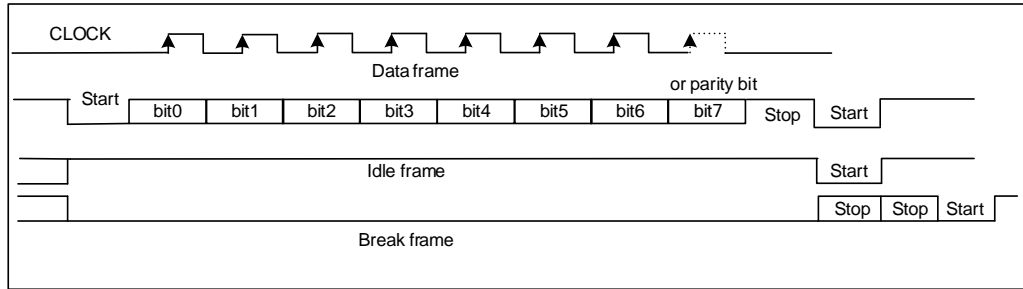 CLOCK
Data frame
or parity bit
Start bit0 bit1 bit2 bit3 bit4 bit5 bit6 bit7 Stop Start
Idle frame Start
Stop Stop Start
Break frame